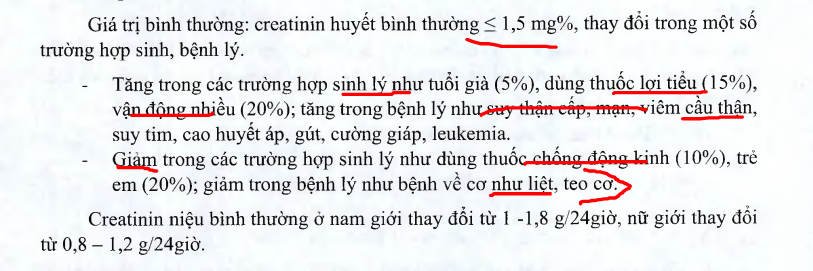 Giá trị bình thường: creatinin huyết bình thường ≤ 1,5 mg%, thay đổi trong một số
trường hợp sinh, bệnh lý.
- Tăng trong các trường hợp sinh lý như tuổi già (5%), dùng thuốc lợi tiểu (15%),
vận động nhiều (20%); tăng trong bệnh lý như suy thận cấp, mạn, viêm cầu thận,
suy tim, cao huyết áp, gút, cường giáp, leukemia.
- Giảm trong các trường hợp sinh lý như dùng thuốc chống động kinh (10%), trẻ
em (20%); giảm trong bệnh lý như bệnh về cơ như liệt, teo cơ.
Creatinin niệu bình thường ở nam giới thay đổi từ 1 -1,8 g/24giờ, nữ giới thay đổi
từ 0,8 – 1,2 g/24giờ.